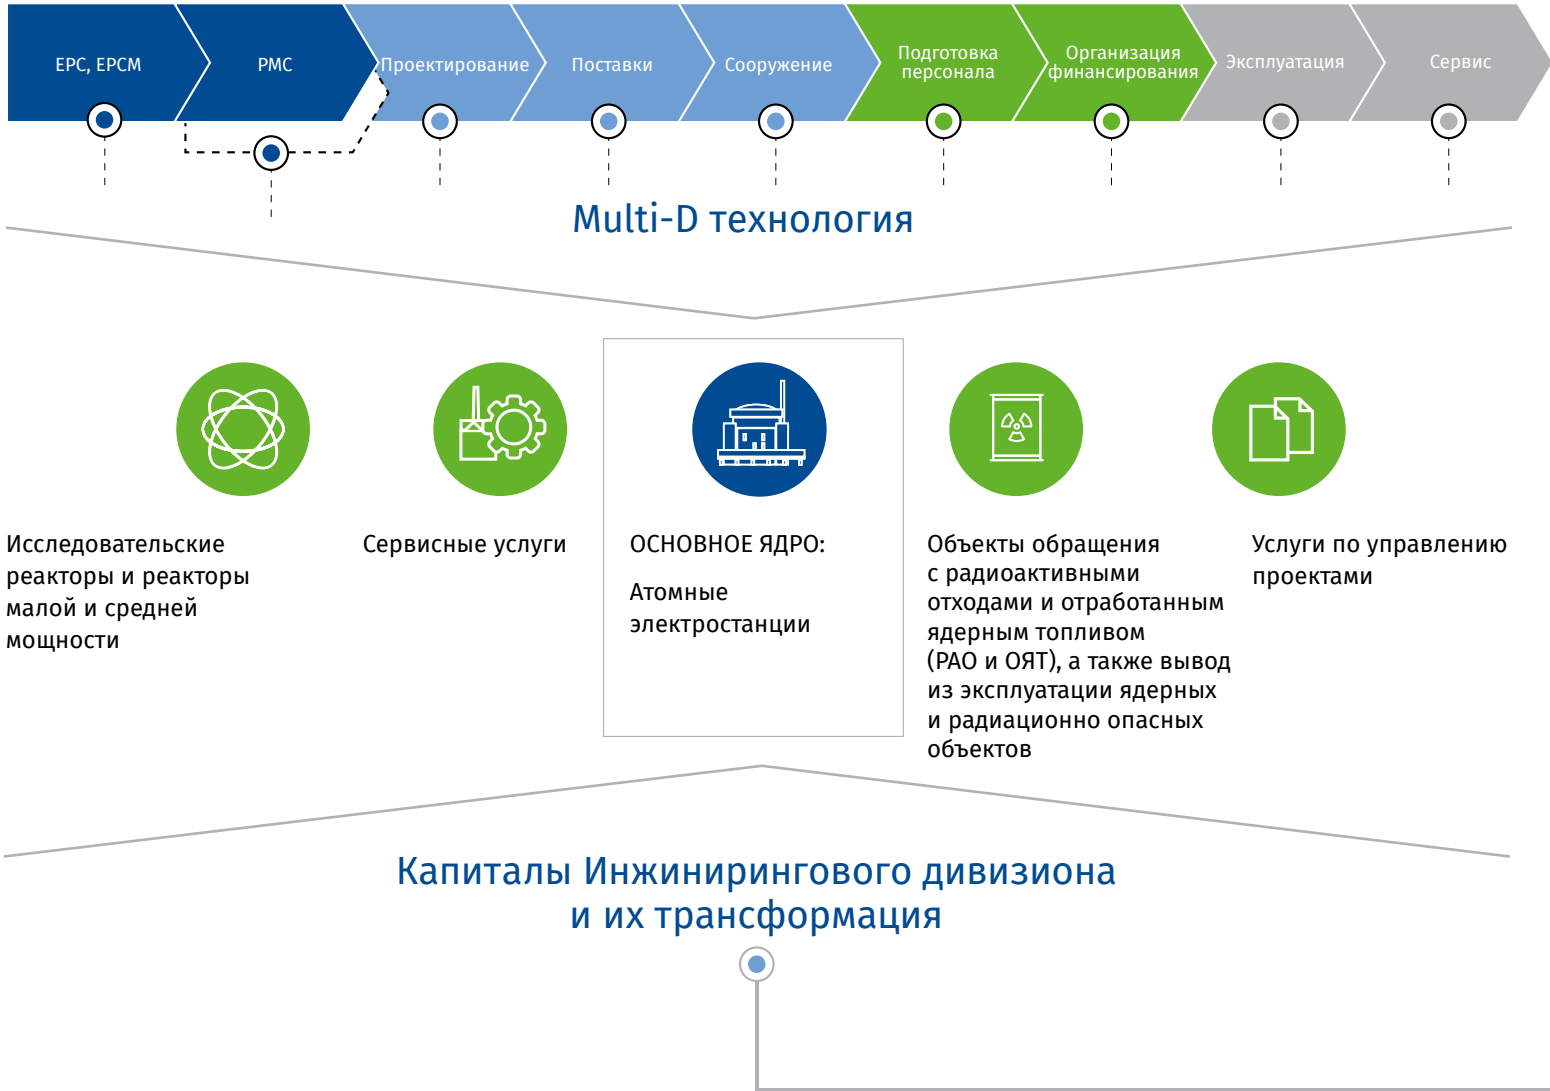 EPC, EPCM
PMC
Проектирование
Поставки
Сооружение
Подготовка
персонала
Организация
финансирования
Эксплуатация
Сервис
Multi-D технология
Исследовательские
реакторы и реакторы
малой и средней
мощности
Сервисные услуги
ОСНОВНОЕ ЯДРО:
Атомные
электростанции
Объекты обращения
с радиоактивными
отходами и отработанным
ядерным топливом
(РАО и ОЯТ), а также вывод
из эксплуатации ядерных
и радиационно опасных
объектов
Услуги по управлению
проектами
Капиталы Инжинирингового дивизиона
и их трансформация